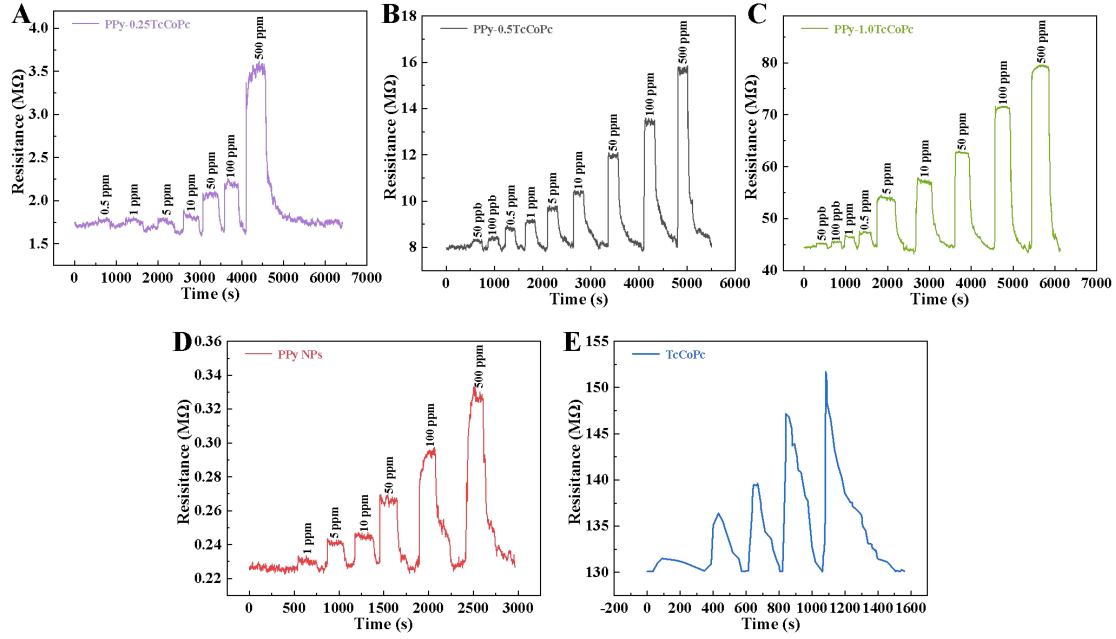 A
PPy-0.25TcCoPc
Resisitance (MΩ)
4.0
3.5
3.0
2.5
2.0
1.5
0.5 ppm
1 ppm
5 ppm
10 ppm
50 ppm
100 ppm
500 ppm
0 1000 2000 3000 4000 5000 6000 7000
Time (s)
B
PPy-0.5TcCoPc
Resisitance (MΩ)
18
16
14
12
10
8
6
50 ppb
100 ppb
0.5 ppm
1 ppm
5 ppm
10 ppm
50 ppm
100 ppm
500 ppm
0 1000 2000 3000 4000 5000 6000
Time (s)
C
PPy-1.0TcCoPc
Resisitance (MΩ)
90
80
70
60
50
40
50 ppb
100 ppb
1 ppm
0.5 ppm
5 ppm
10 ppm
50 ppm
100 ppm
500 ppm
0 1000 2000 3000 4000 5000 6000 7000
Time (s)
D
PPy NPs
Resisitance (MΩ)
0.36
0.34
0.32
0.30
0.28
0.26
0.24
0.22
1 ppm
5 ppm
10 ppm
50 ppm
100 ppm
500 ppm
0 500 1000 1500 2000 2500 3000
Time (s)
E
TcCoPc
Resisitance (MΩ)
155
150
145
140
135
130
-200 0 200 400 600 800 1000 1200 1400 1600
Time (s)